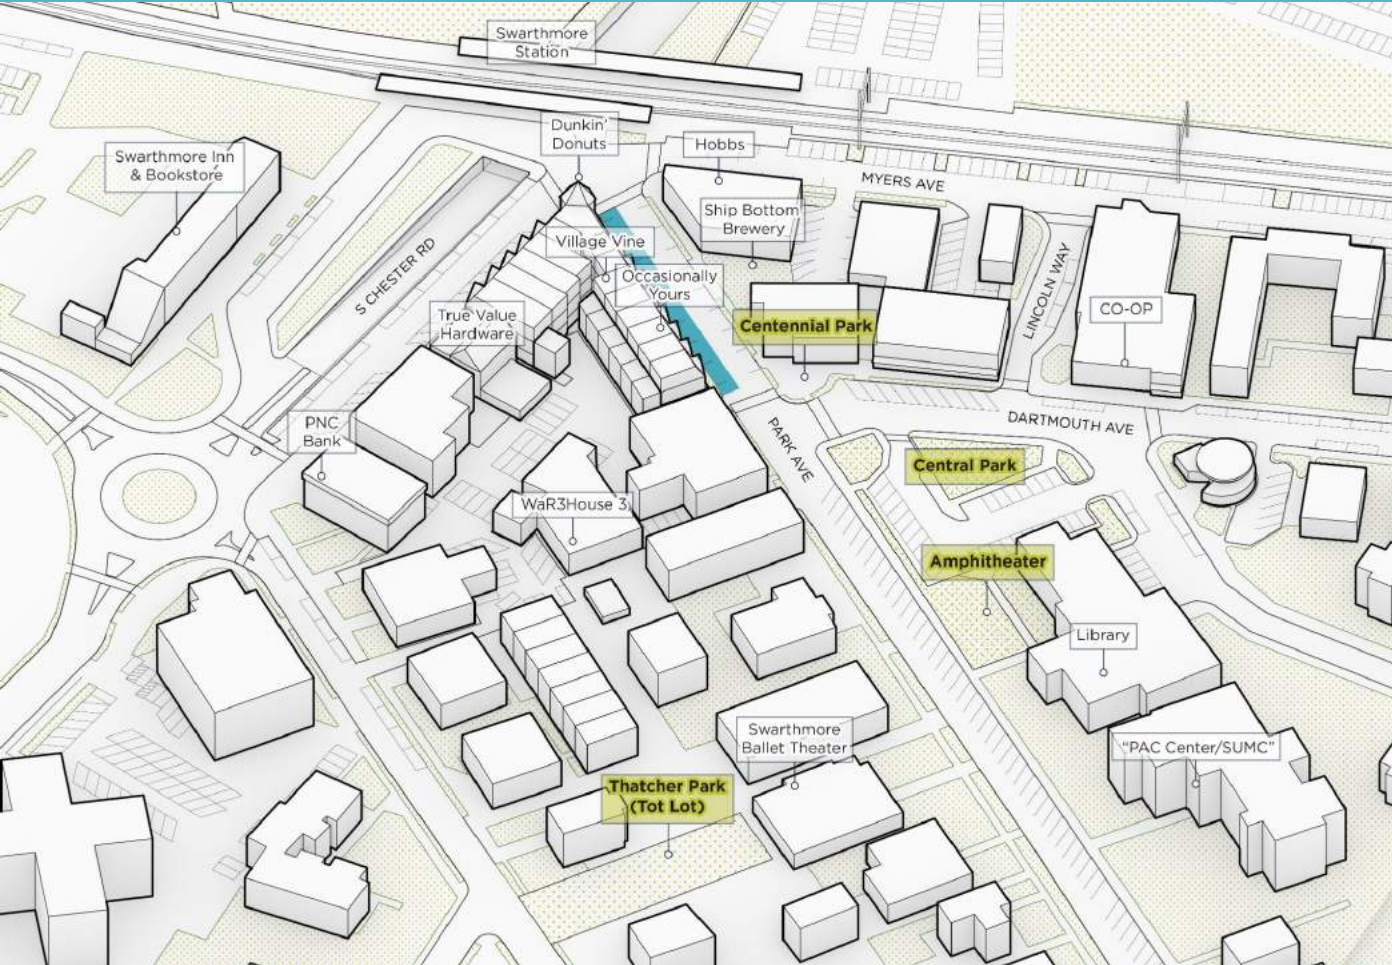 Swarthmore
Station
Dunkin'
Donuts
Hobbs
Swarthmore Inn
& Bookstore
MYERS AVE
Ship Bottom
Brewery
Village Vine
S CHESTER RD
Occasionally
Yours
LINCOLN WAY
True Value
Hardware
CO-OP
Centennial Park
PNC
Bank
DARTMOUTH AVE
PARK AVE
Central Park
WaR3House 3
Amphitheater
Library
Swarthmore
Ballet Theater
"PAC Center/SUMC"
Thatcher Park
(Tot Lot)